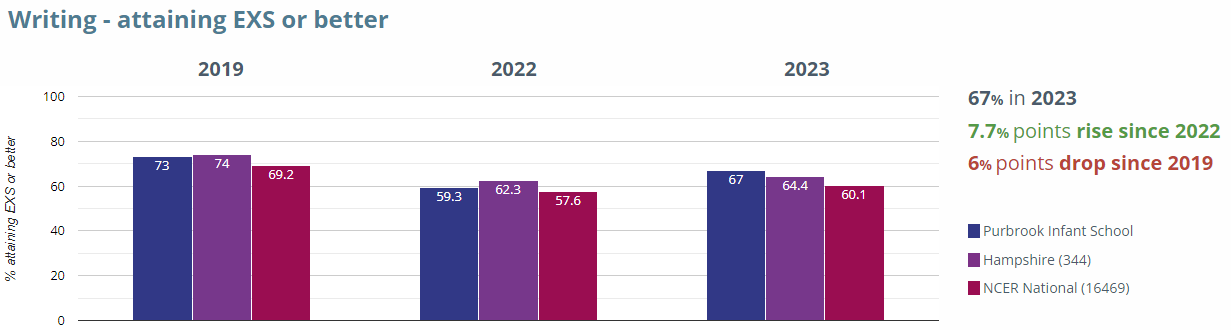 Writing - attaining EXS or better
2019
2022
2023
% attaining EXS or better
100
80
60
40
20
0
73
74
69.2
59.3
62.3
57.6
67
64.4
60.1
67% in 2023
7.7% points rise since 2022
6% points drop since 2019
Purbrook Infant School
Hampshire (344)
NCER National (16469)